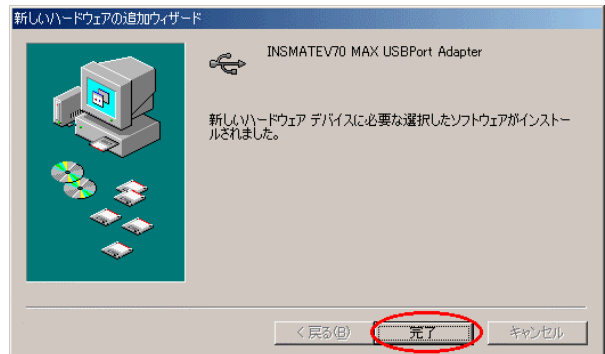 新しいハードウェアの追加ウィザード
INSMATEV70 MAX USBPort Adapter
新しいハードウェア デバイスに必要な選択したソフトウェアがインストー
ルされました。
< 戻る(B)
完了
キャンセル